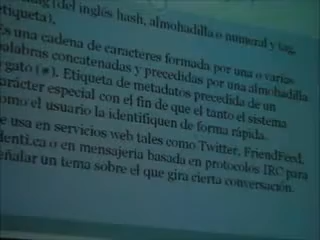 (del inglés hash, almohadilla o numeral y tag,
etiqueta).
Es una cadena de caracteres formada por una o varias
palabras concatenadas y precedidas por una almohadilla
gato (#). Etiqueta de metadatos precedida de un
carácter especial con el fin de que el tanto el sistema
como el usuario la identifiquen de forma rápida.
se usa en servicios web tales como Twitter, FriendFeed,
identi.ca o en mensajería basada en protocolos IRC para
señalar un tema sobre el que gira cierta conversación.